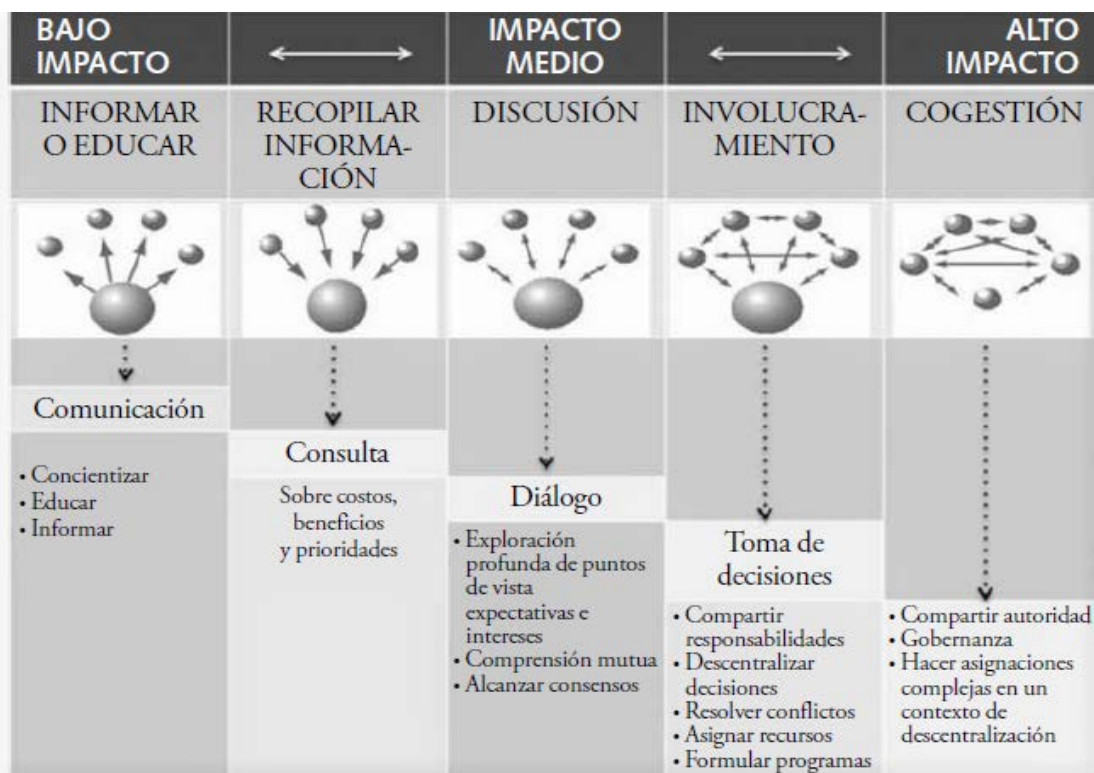 BAJO
IMPACTO
IMPACTO
MEDIO
ALTO
IMPACTO
INFORMAR
O EDUCAR
RECOPILAR
INFORMA-
CIÓN
DISCUSIÓN
INVOLUCRA-
MIENTO
COGESTIÓN
Comunicación
• Concientizar
• Educar
• Informar
Consulta
Sobre costos,
beneficios
y prioridades
Diálogo
• Exploración
profunda de puntos
de vista
expectativas e
intereses
• Comprensión mutua
• Alcanzar consensos
Toma de
decisiones
• Compartir
responsabilidades
• Descentralizar
decisiones
• Resolver conflictos
• Asignar recursos
• Formular programas
• Compartir autoridad
• Gobernanza
• Hacer asignaciones
complejas en un
contexto de
descentralización